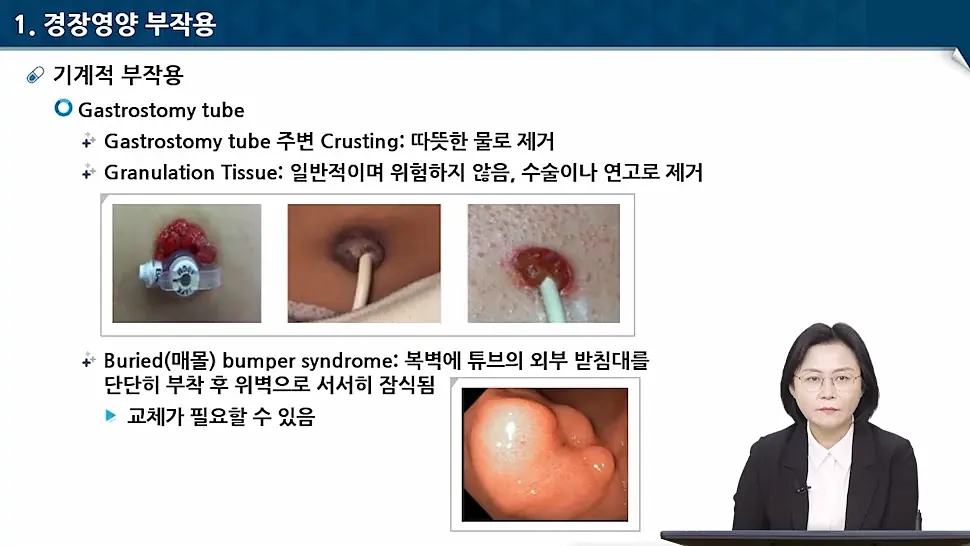 1. 경장영양 부작용
기계적 부작용
Gastrostomy tube
Gastrostomy tube 주변 Crusting: 따뜻한 물로 제거
Granulation Tissue: 일반적이며 위험하지 않음, 수술이나 연고로 제거
Buried(매몰) bumper syndrome: 복벽에 튜브의 외부 받침대를
단단히 부착 후 위벽으로 서서히 잠식됨
교체가 필요할 수 있음